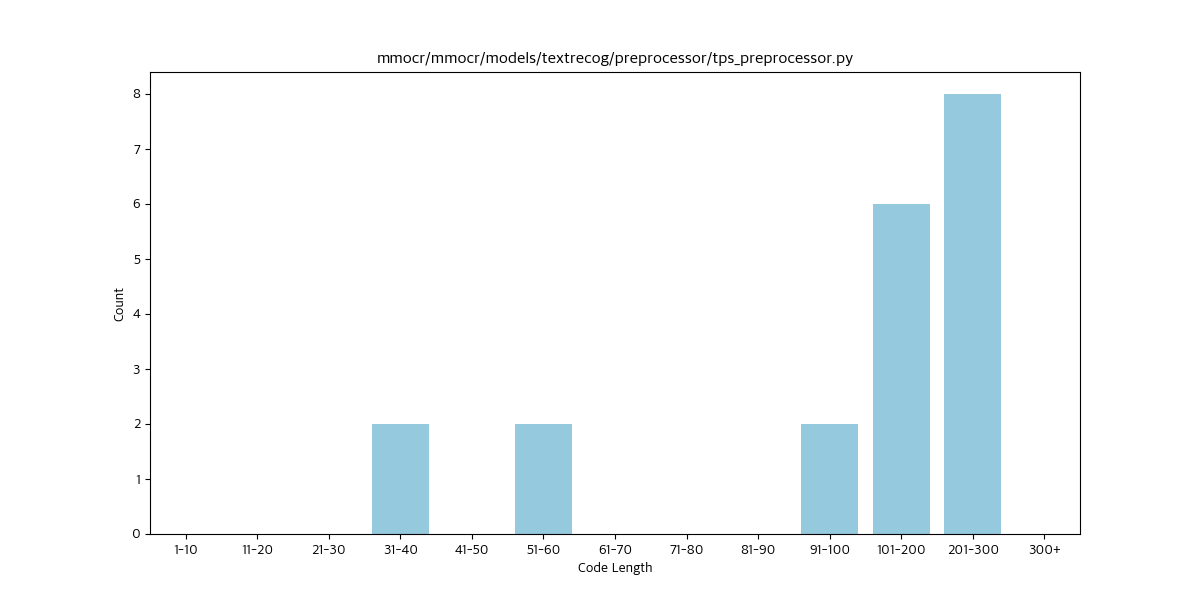 mmocr/mmocr/models/textrecog/preprocessor/tps_preprocessor.py
8
7
6
5
4
3
2
1
0
Count
1-10 11-20 21-30 31-40 41-50 51-60 61-70 71-80 81-90 91-100 101-200 201-300 300+
Code Length